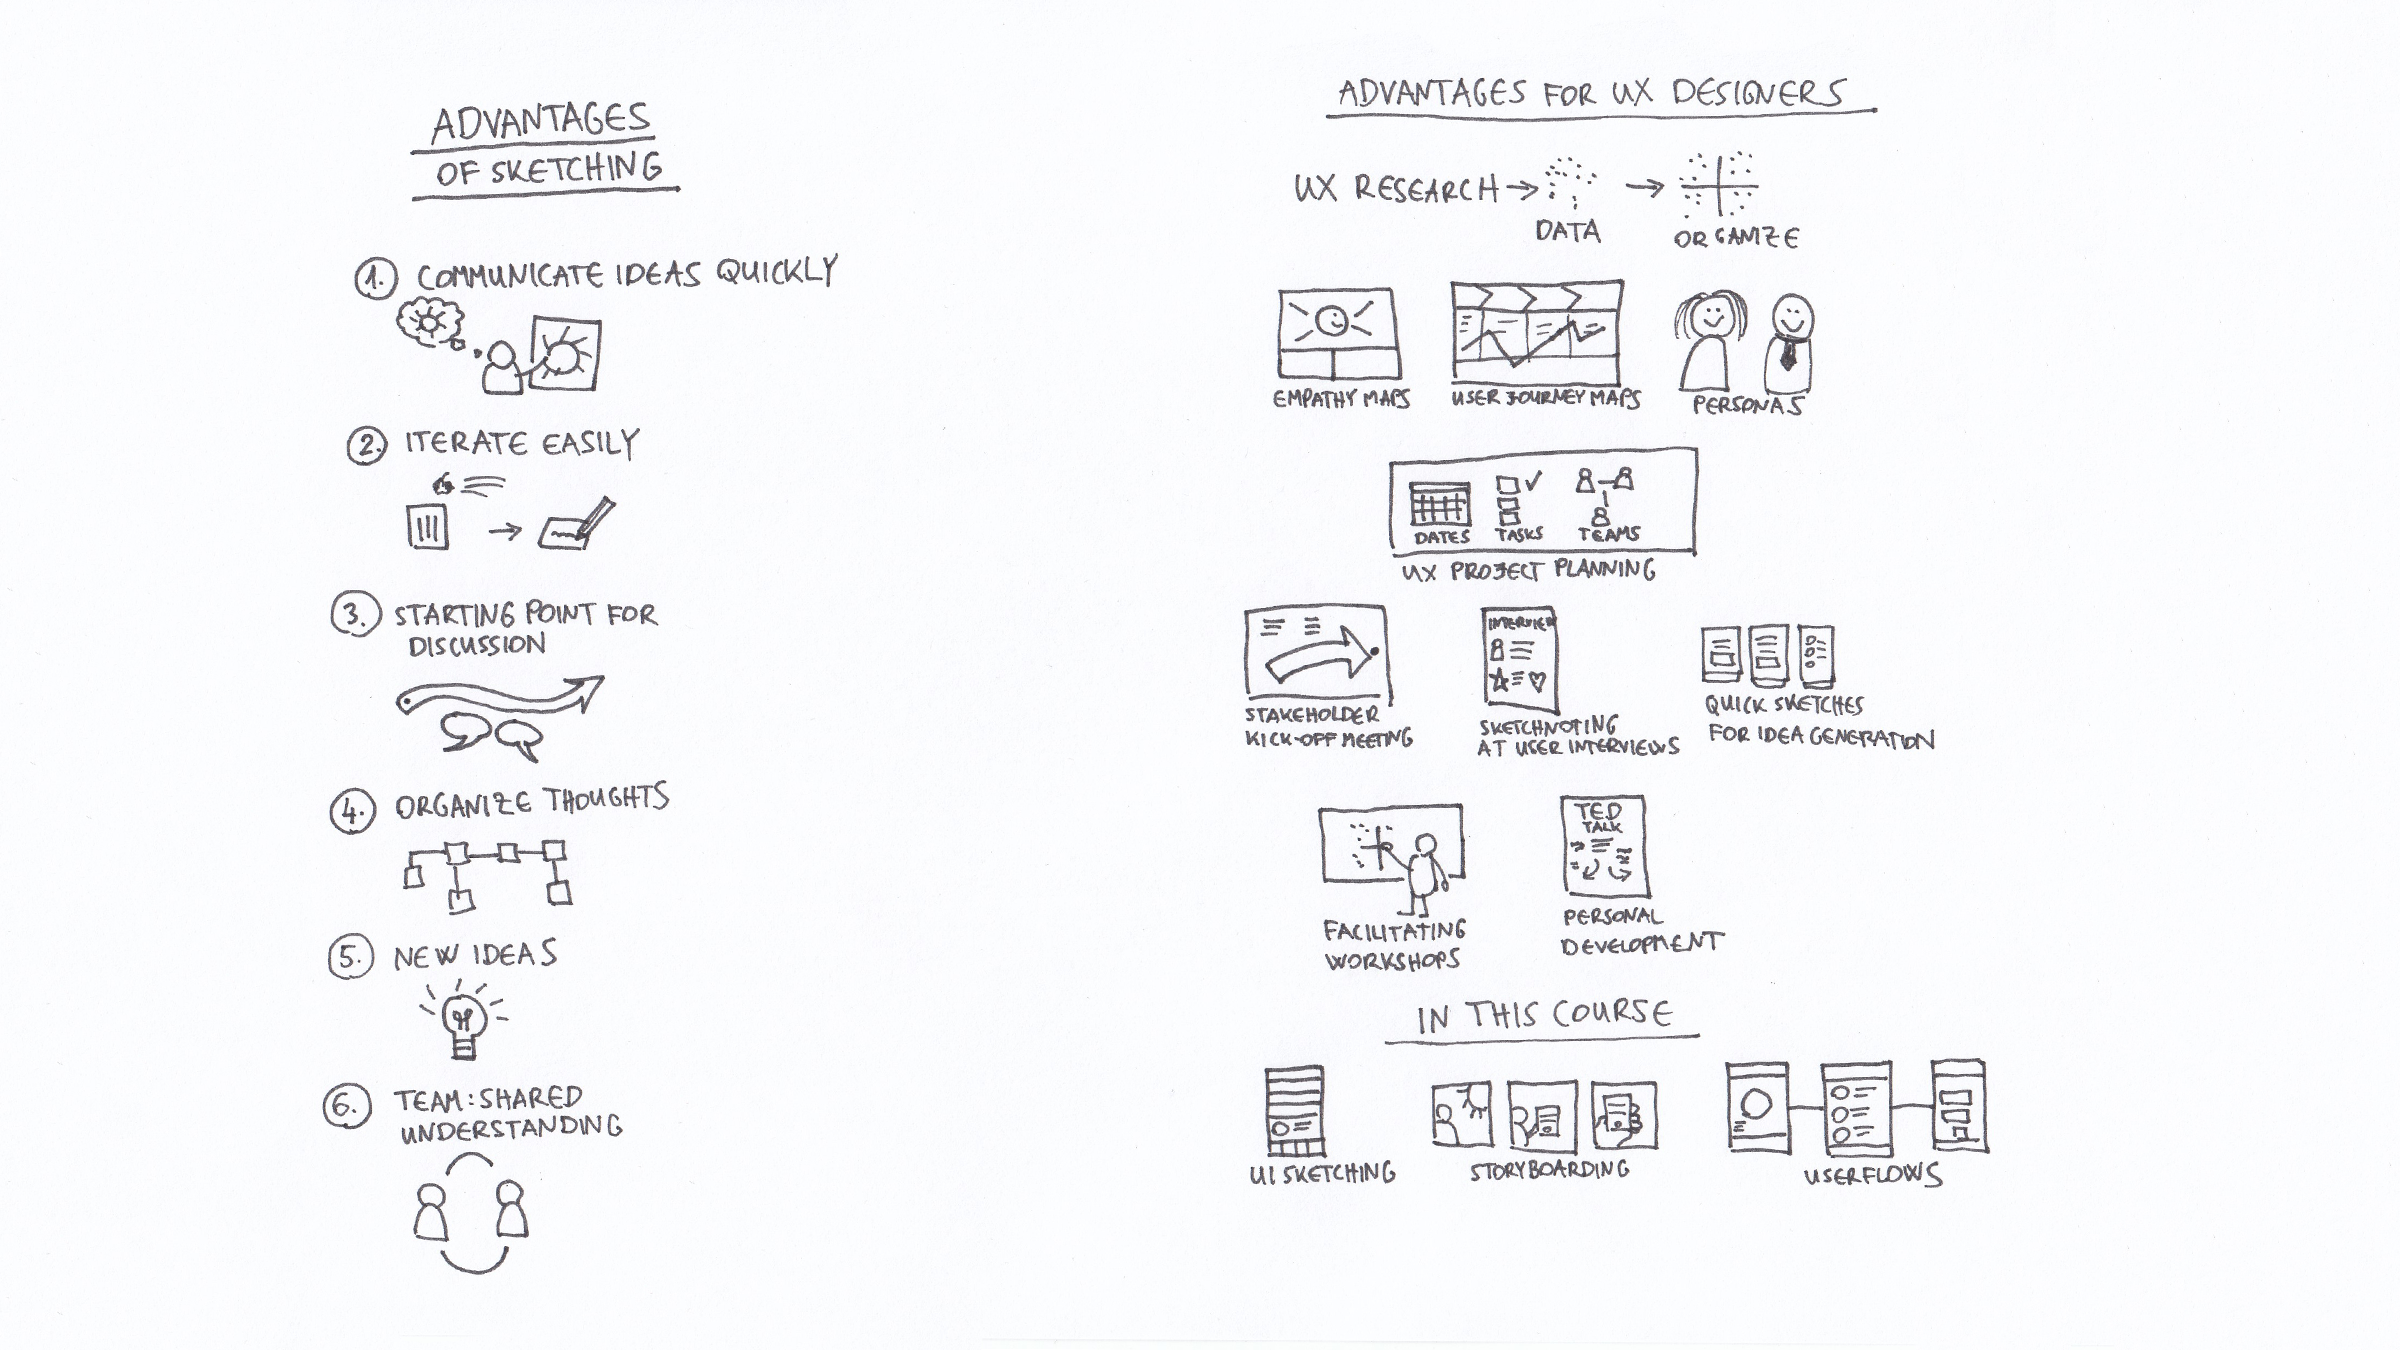 ADVANTAGES
OF SKETCHING
1. COMMUNICATE IDEAS QUICKLY
2. ITERATE EASILY
3. STARTING POINT FOR
DISCUSSION
4. ORGANIZE THOUGHTS
5. NEW IDEAS
6. TEAM: SHARED
UNDERSTANDING
ADVANTAGES FOR UX DESIGNERS
UX RESEARCH → DATA → ORGANIZE
EMPATHY MAPS
USER JOURNEY MAPS
PERSONAS
DATES
TASKS
TEAMS
UX PROJECT PLANNING
STAKEHOLDER
KICK-OFF MEETING
INTERVIEW
SKETCHNOTING
AT USER INTERVIEWS
QUICK SKETCHES
FOR IDEA GENERATION
FACILITATING
WORKSHOPS
TED
TALK
PERSONAL
DEVELOPMENT
IN THIS COURSE
UI SKETCHING
STORYBOARDING
USERFLOWS